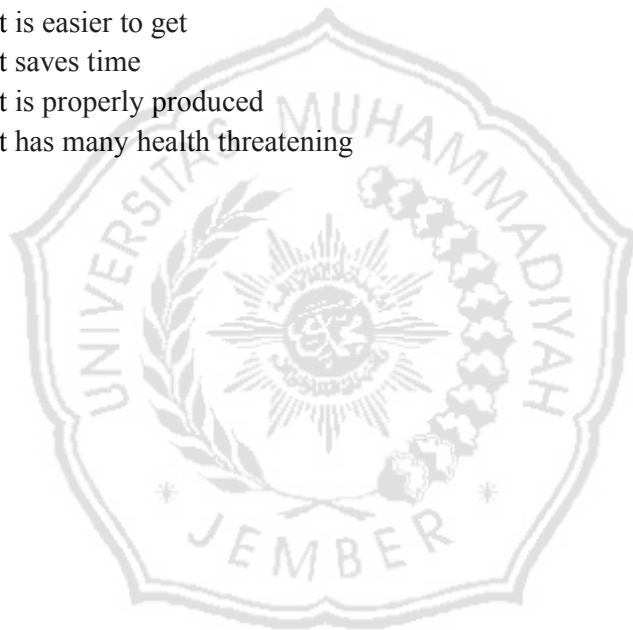 t is easier to get
t saves time
t is properly produced
t has many health threatening
UNIVERSITAS MUHAMMADIYAH
JEMBER